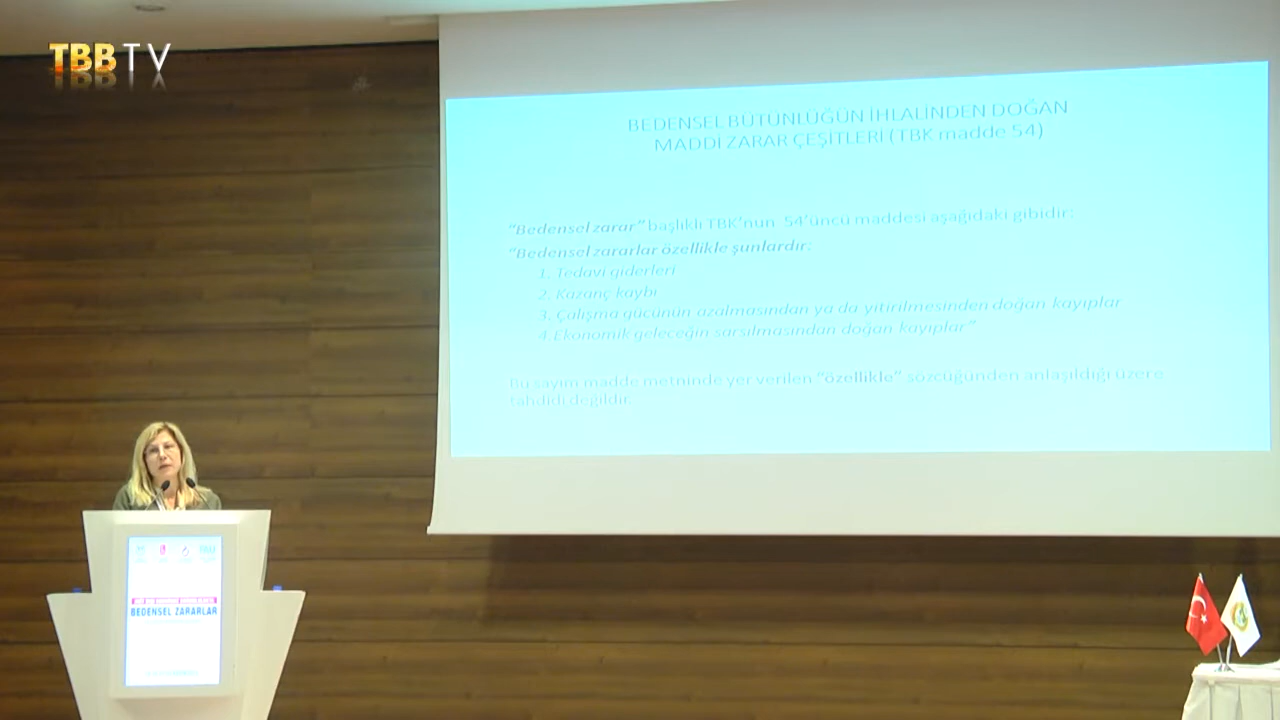 TBB TV
BEDENSEL BÜTÜNLÜĞÜN İHLALİNDEN DOĞAN
MADDİ ZARAR ÇEŞİTLERİ (TBK madde 54)
"Bedensel zarar" başlıklı TBK'nun 54'üncü maddesi aşağıdaki gibidir:
"Bedensel zararlar özellikle şunlardır:
1. Tedavi giderleri
2. Kazanç kaybı
3. Çalışma gücünün azalmasından ya da yitirilmesinden doğan kayıplar
4. Ekonomik geleceğin sarsılmasından doğan kayıplar"
Bu sayım madde metninde yer verilen "özellikle" sözcüğünden anlaşıldığı üzere
tahdidi değildir.
BEDENSEL ZARARLAR